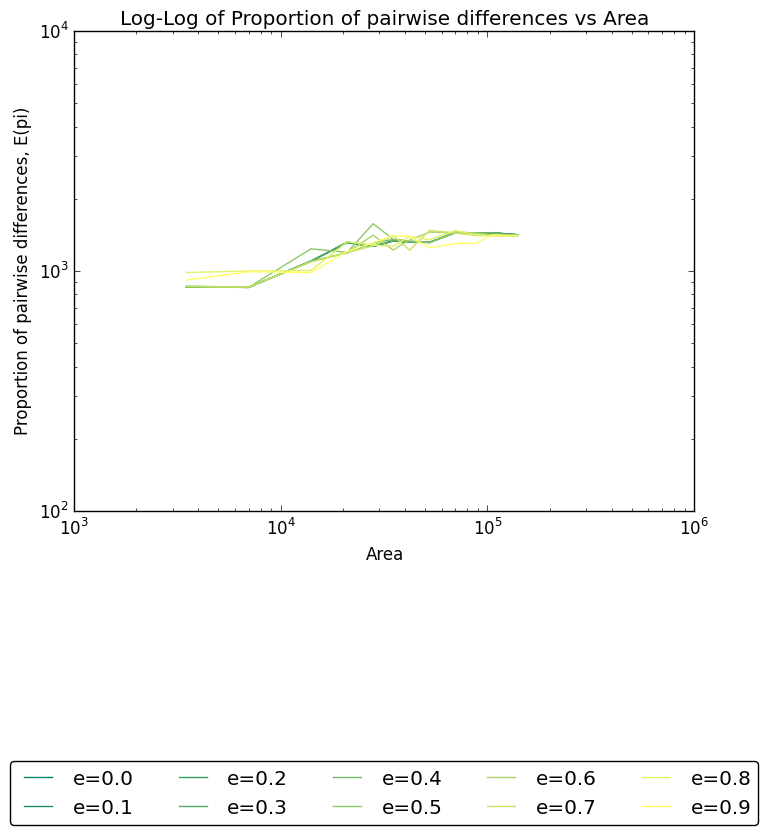 Log-Log of Proportion of pairwise differences vs Area
Proportion of pairwise differences, E(pi)
10^4
10^3
10^2
10^3 10^4 10^5 10^6
Area
e=0.0 e=0.2 e=0.4 e=0.6 e=0.8
e=0.1 e=0.3 e=0.5 e=0.7 e=0.9